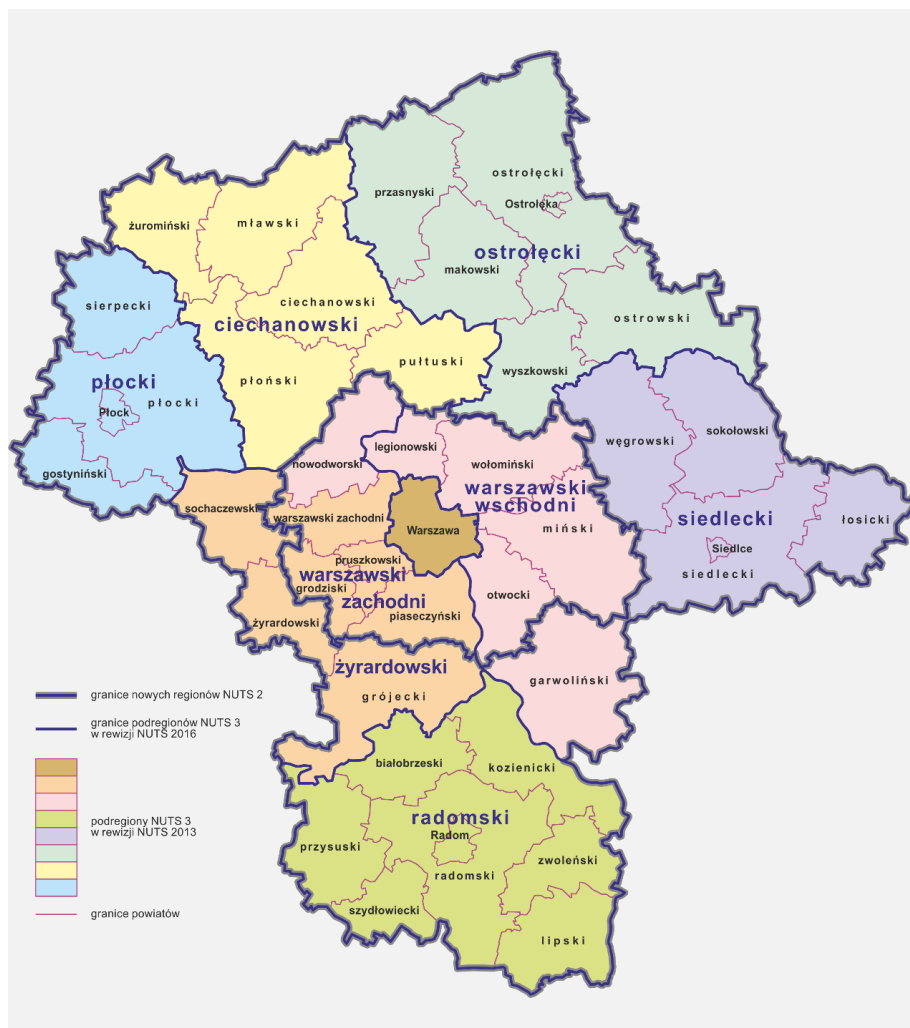 ostrołęcki
przasnyski
Ostrołęka
żuromiński
mławski
ostrołęcki
makowski
ciechanowski
sierpecki
ciechanowski
ostrowski
pułtuski
wyszkowski
płocki
płoński
płocki
Płock
sokołowski
węgrowski
legionowski
wołomiński
nowodworski
gostyniński
warszawski
wschodni
sochaczewski
warszawski zachodni
siedlecki
łosicki
Warszawa
miński
Siedlce
pruszkowski
warszawski
siedlecki
grodziski
zachodni
otwocki
piaseczyński
żyrardowski
żyrardowski
garwoliński
grójecki
granice nowych regionów NUTS 2
granice podregionów NUTS 3
w rewizji NUTS 2016
białobrzeski
kozienicki
podregiony NUTS 3
w rewizji NUTS 2013
radomski
Radom
przysuski
zwoleński
radomski
szydłowiecki
granice powiatów
lipski